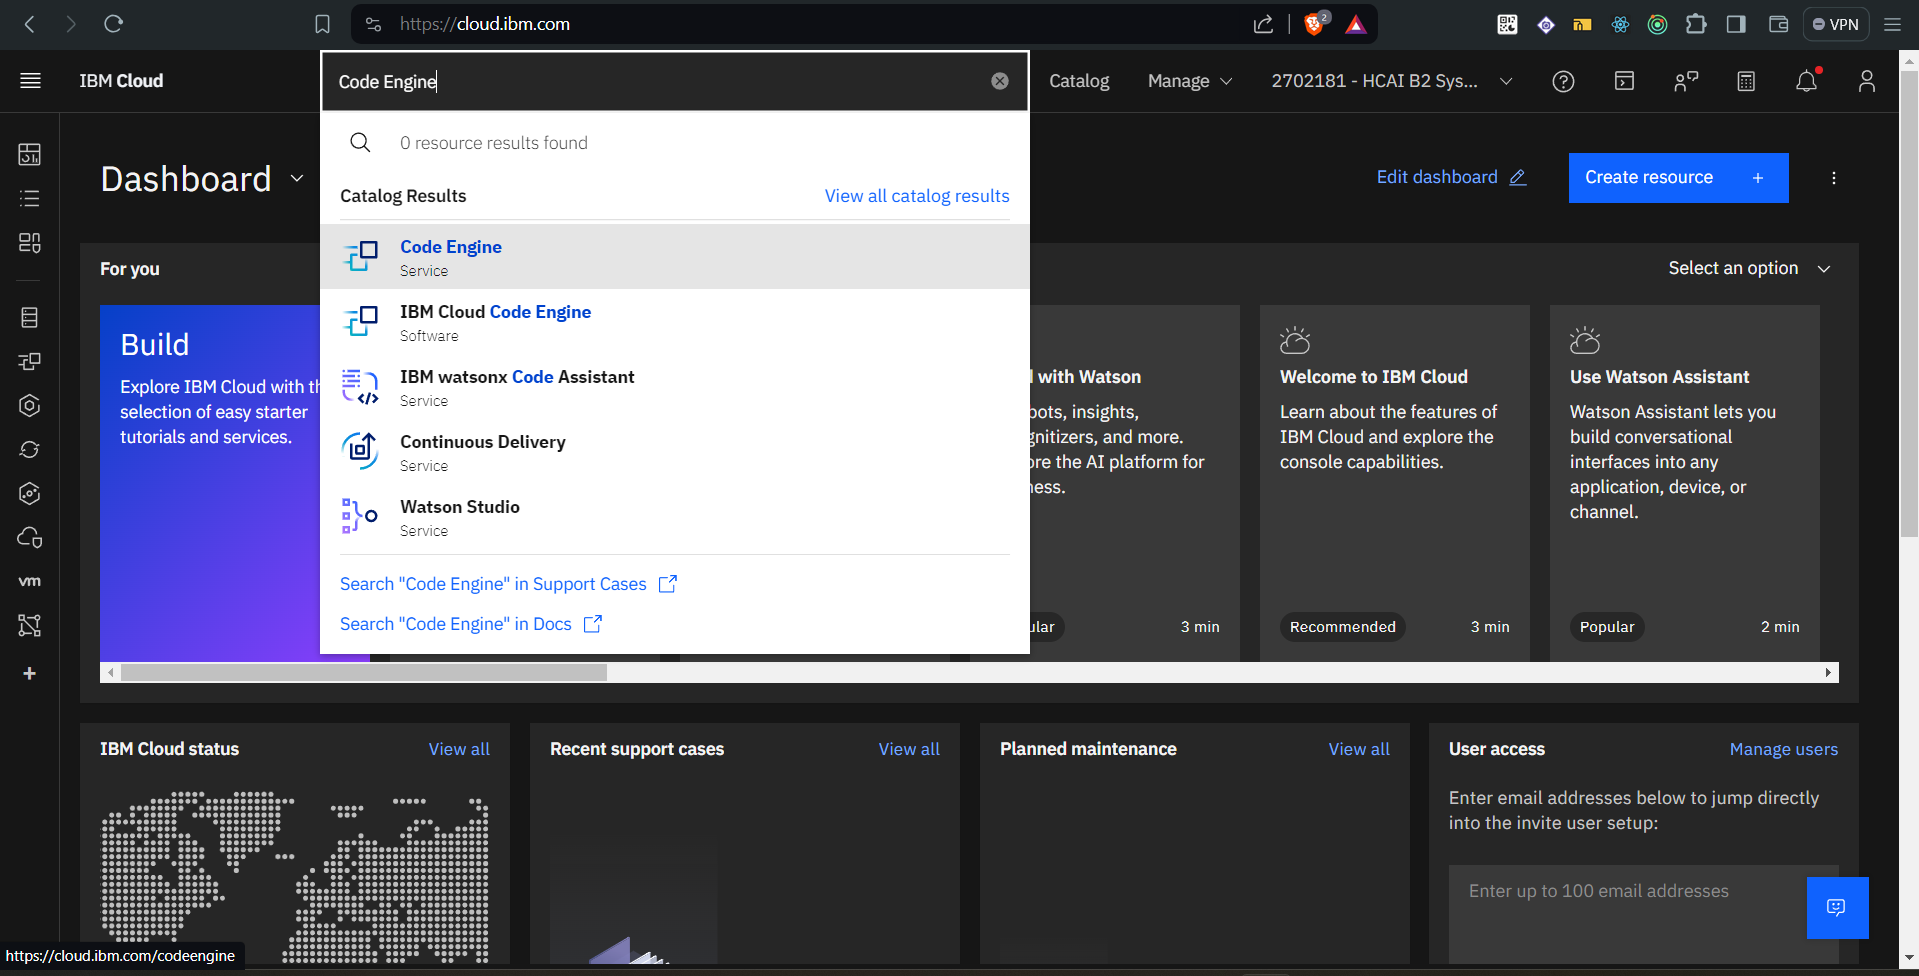 https://cloud.ibm.com
2
VPN
IBM Cloud
Code Engine
Catalog
Manage
2702181 - HCAI B2 Sys...
0 resource results found
Catalog Results
View all catalog results
Code Engine
Service
IBM Cloud Code Engine
Software
IBM watsonx Code Assistant
Service
Continuous Delivery
Service
Watson Studio
Service
Search "Code Engine" in Support Cases
Search "Code Engine" in Docs
Dashboard
Edit dashboard
Create resource +
For you
Select an option
Build
Explore IBM Cloud with
selection of easy starter
tutorials and services.
with Watson
and more.
the AI platform for
3 min
Welcome to IBM Cloud
Learn about the features of
IBM Cloud and explore the
console capabilities.
Recommended
3 min
Use Watson Assistant
Watson Assistant lets you
build conversational
interfaces into any
application, device, or
channel.
Popular
2 min
vm
IBM Cloud status
View all
Recent support cases
View all
Planned maintenance
View all
User access
Manage users
Enter email addresses below to jump directly
into the invite user setup:
Enter up to 100 email addresses
https://cloud.ibm.com/codeengine